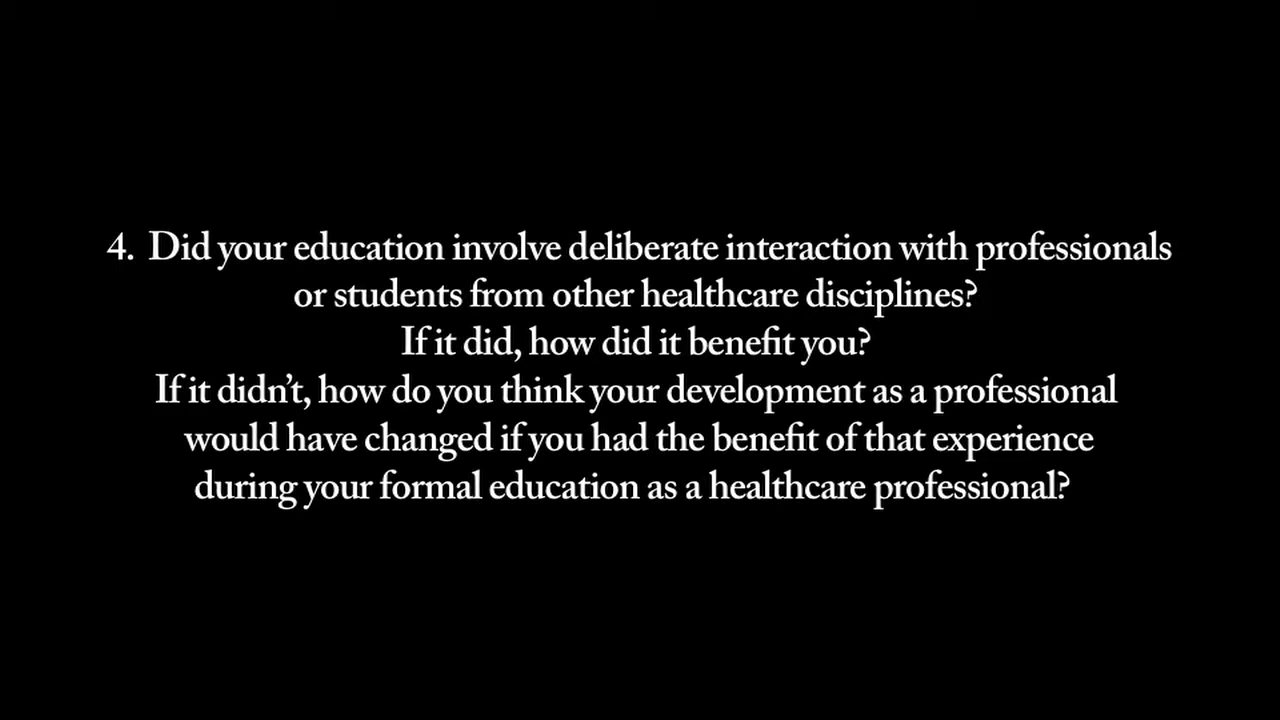 4. Did your education involve deliberate interaction with professionals
or students from other healthcare disciplines?
If it did, how did it benefit you?
If it didn’t, how do you think your development as a professional
would have changed if you had the benefit of that experience
during your formal education as a healthcare professional?